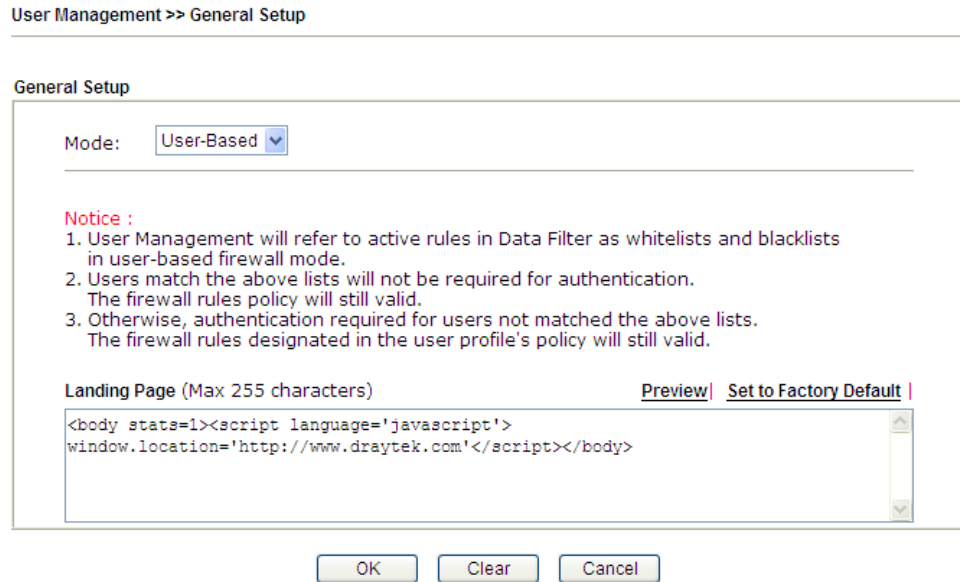 User Management >> General Setup
General Setup
Mode: User-Based
Notice :
1. User Management will refer to active rules in Data Filter as whitelists and blacklists
in user-based firewall mode.
2. Users match the above lists will not be required for authentication.
The firewall rules policy will still valid.
3. Otherwise, authentication required for users not matched the above lists.
The firewall rules designated in the user profile's policy will still valid.
Landing Page (Max 255 characters) Preview| Set to Factory Default |
<body stats=1><script language='javascript'>
window.location='http://www.draytek.com'</script></body>
OK Clear Cancel